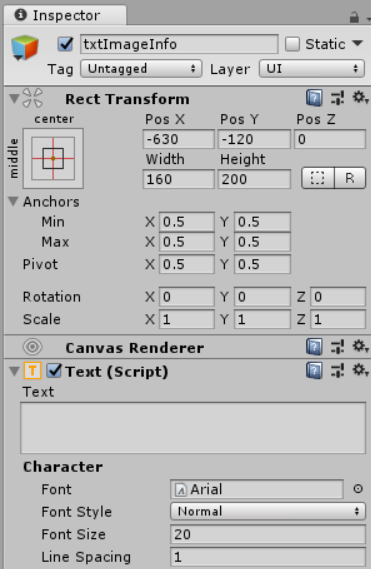 Inspector
txtImageInfo Static
Tag Untagged Layer UI
Rect Transform
center Pos X Pos Y Pos Z
middle -630 -120 0
Width Height
160 200 R
Anchors
Min X 0.5 Y 0.5
Max X 0.5 Y 0.5
Pivot X 0.5 Y 0.5
Rotation X 0 Y 0 Z 0
Scale X 1 Y 1 Z 1
Canvas Renderer
T Text (Script)
Text
Character
Font Arial
Font Style Normal
Font Size 20
Line Spacing 1